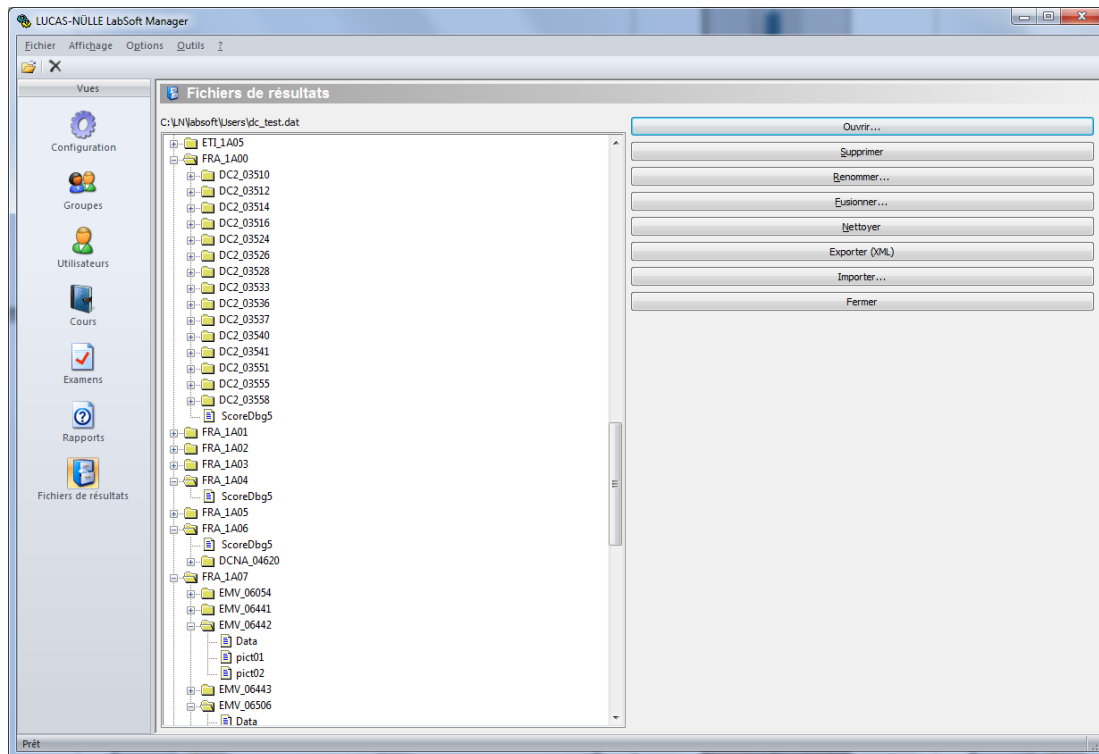 LUCAS-NÜLLE LabSoft Manager
Fichier Affichage Options Outils ?
Vues
Configuration
Groupes
Utilisateurs
Cours
Examens
Rapports
Fichiers de résultats
Fichiers de résultats
C:\LN\labsoft\Users\dc_test.dat
ETI_1A05
FRA_1A00
DC2_03510
DC2_03512
DC2_03514
DC2_03516
DC2_03524
DC2_03526
DC2_03528
DC2_03533
DC2_03536
DC2_03537
DC2_03540
DC2_03541
DC2_03551
DC2_03555
DC2_03558
ScoreDbg5
FRA_1A01
FRA_1A02
FRA_1A03
FRA_1A04
ScoreDbg5
FRA_1A05
FRA_1A06
ScoreDbg5
DCNA_04620
FRA_1A07
EMV_06054
EMV_06441
EMV_06442
Data
pict01
pict02
EMV_06443
EMV_06506
Data
Ouvrir...
Supprimer
Renommer...
Fusionner...
Nettoyer
Exporter (XML)
Importer...
Fermer
Prêt